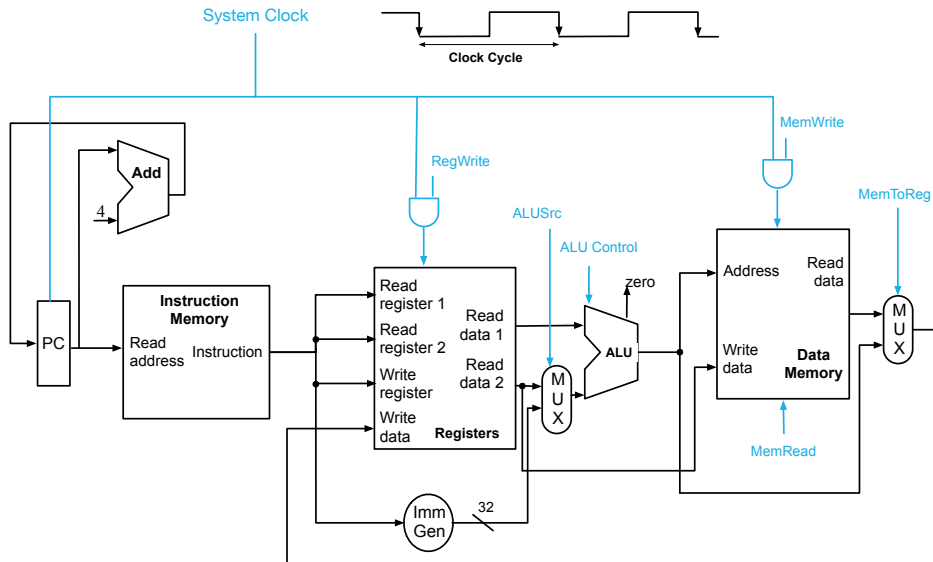 System Clock
Clock Cycle
MemWrite
Add
RegWrite
4
ALUSrc
MemToReg
ALU Control
Instruction
Memory
Read
register 1
zero
Address
Read
data
PC
Read
address
Instruction
Read
register 2
Read
data 1
ALU
M
U
X
Write
register
Read
data 2
M
U
X
Write
data
Data
Memory
Write
data
Registers
MemRead
Imm
Gen
32